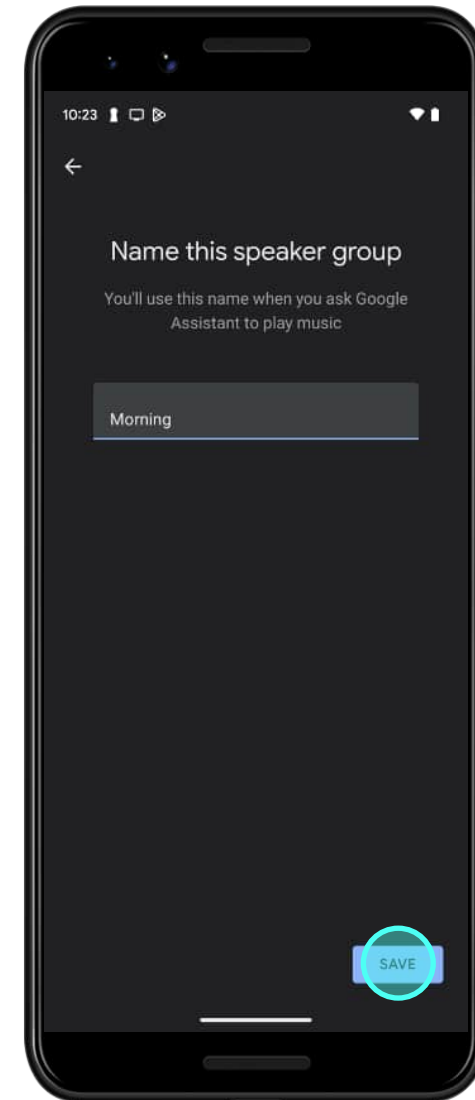 10:23
Name this speaker group
You'll use this name when you ask Google
Assistant to play music
Morning
SAVE